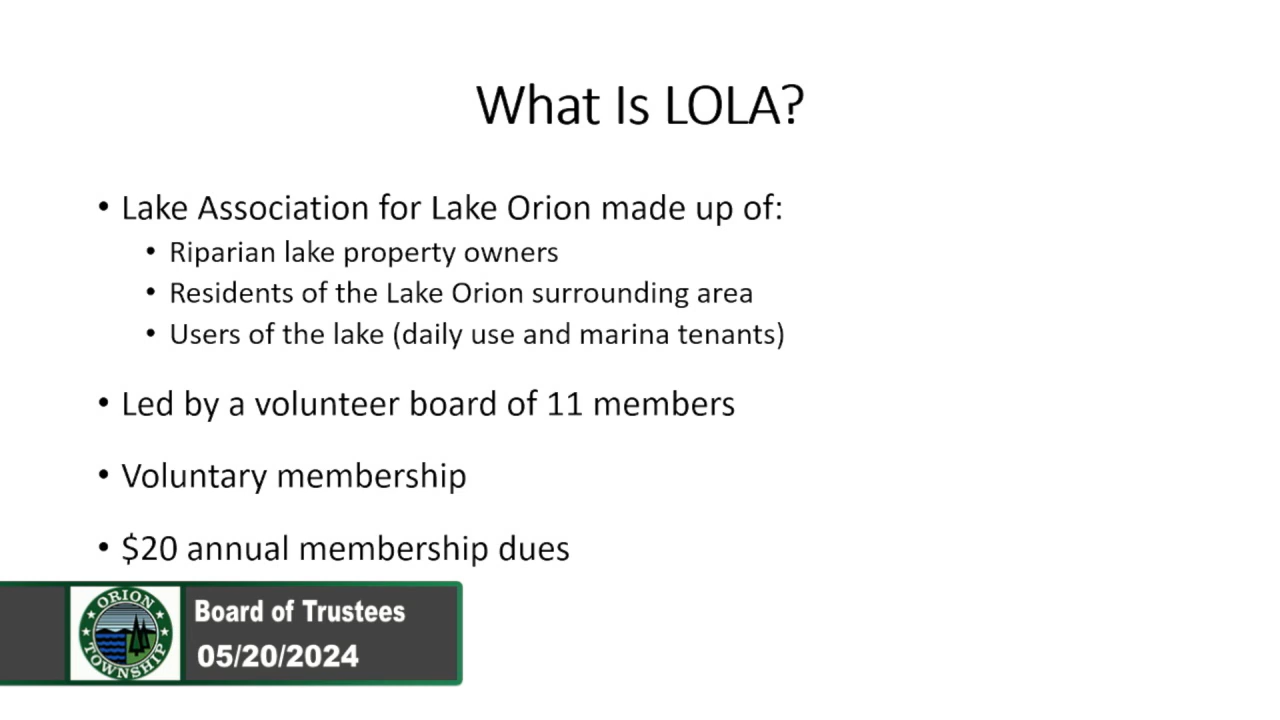 What Is LOLA?
• Lake Association for Lake Orion made up of:
• Riparian lake property owners
• Residents of the Lake Orion surrounding area
• Users of the lake (daily use and marina tenants)
• Led by a volunteer board of 11 members
• Voluntary membership
• $20 annual membership dues
ORION
TOWNSHIP
Board of Trustees
05/20/2024